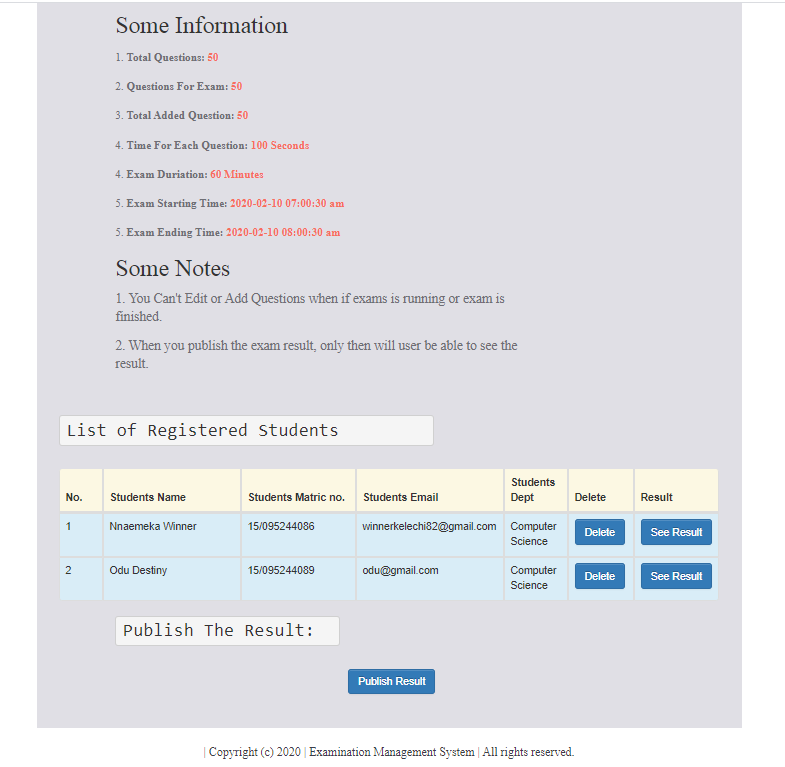 Some Information
1. Total Questions: 50
2. Questions For Exam: 50
3. Total Added Question: 50
4. Time For Each Question: 100 Seconds
4. Exam Duriation: 60 Minutes
5. Exam Starting Time: 2020-02-10 07:00:30 am
5. Exam Ending Time: 2020-02-10 08:00:30 am
Some Notes
1. You Can't Edit or Add Questions when if exams is running or exam is
finished.
2. When you publish the exam result, only then will user be able to see the
result.
List of Registered Students
No. Students Name Students Matric no. Students Email Students Dept Delete Result
1 Nnaemeka Winner 15/095244086 winnerkelechi82@gmail.com Computer Science Delete See Result
2 Odu Destiny 15/095244089 odu@gmail.com Computer Science Delete See Result
Publish The Result:
Publish Result
| Copyright (c) 2020 | Examination Management System | All rights reserved.